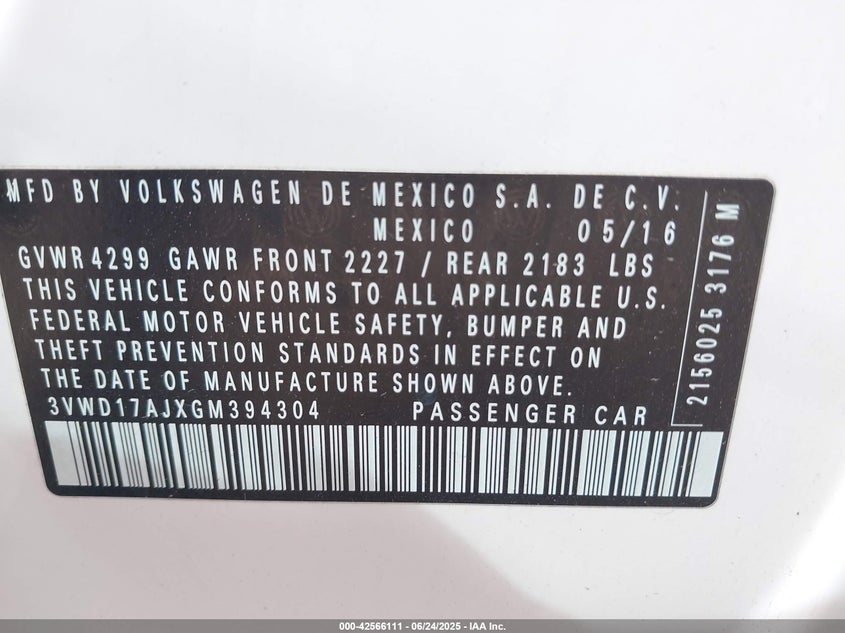 MFD BY VOLKSWAGEN DE MEXICO S.A. DE C.V.
MEXICO 05/16
GVWR 4299 GAWR FRONT 2227 / REAR 2183 LBS
THIS VEHICLE CONFORMS TO ALL APPLICABLE U.S.
FEDERAL MOTOR VEHICLE SAFETY, BUMPER AND
THEFT PREVENTION STANDARDS IN EFFECT ON
THE DATE OF MANUFACTURE SHOWN ABOVE.
3VWD17AJXGM394304 PASSENGER CAR
2156025 3176 M
000-42566111 - 06/24/2025 - IAA Inc.